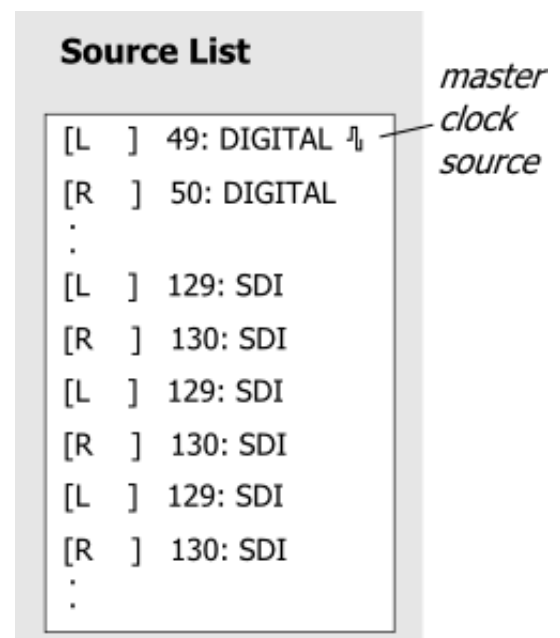 Source List
master
clock
source
[L ] 49: DIGITAL
[R ] 50: DIGITAL
:
[L ] 129: SDI
[R ] 130: SDI
[L ] 129: SDI
[R ] 130: SDI
[L ] 129: SDI
[R ] 130: SDI
: